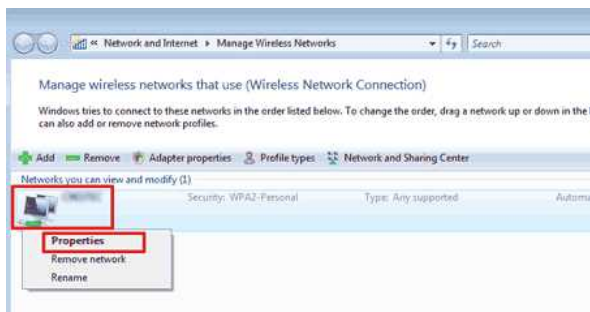 « Network and Internet ▸ Manage Wireless Networks Search
Manage wireless networks that use (Wireless Network Connection)
Windows tries to connect to these networks in the order listed below. To change the order, drag a network up or down in the
can also add or remove network profiles.
Add Remove Adapter properties Profile types Network and Sharing Center
Networks you can view and modify (1)
Security: WPA2-Personal Type: Any supported Autom
Properties
Remove network
Rename